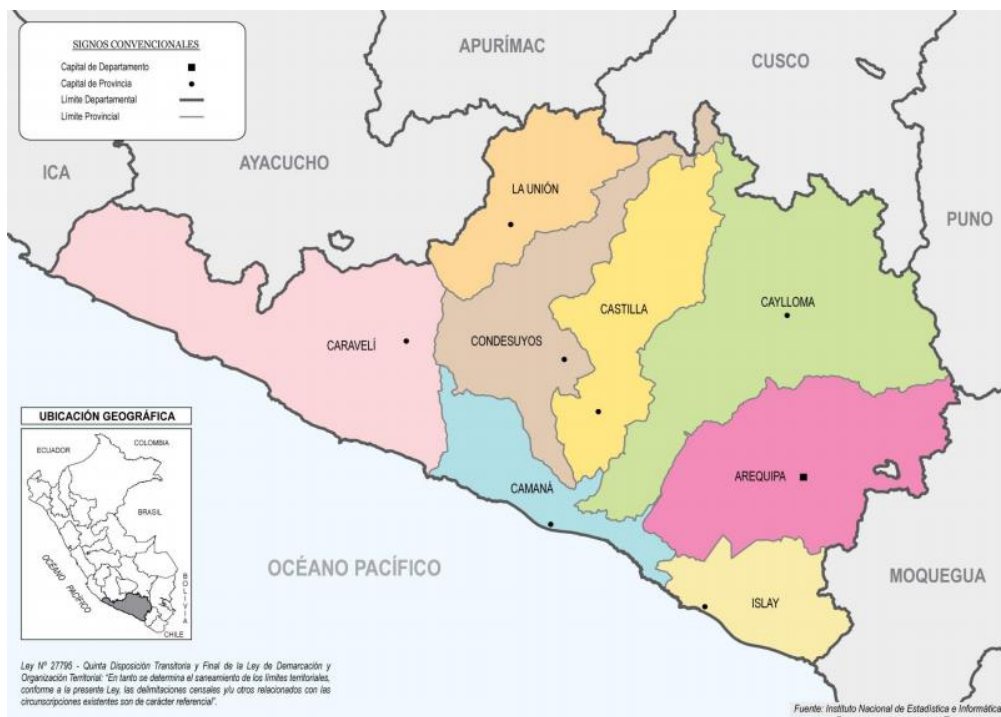 SIGNOS CONVENCIONALES
Capital de Departamento
Capital de Provincia
Límite Departamental
Límite Provincial
APURÍMAC
CUSCO
ICA
AYACUCHO
PUNO
LA UNIÓN
CASTILLA
CAYLLOMA
CARAVELÍ
CONDESUYOS
AREQUIPA
CAMANÁ
ISLAY
MOQUEGUA
OCÉANO PACÍFICO
UBICACIÓN GEOGRÁFICA
ECUADOR
COLOMBIA
BRASIL
OCÉANO PACÍFICO
BOLIVIA
CHILE
Ley Nº 27795 - Quinta Disposición Transitoria y Final de la Ley de Demarcación y
Organización Territorial: "En tanto se determina el saneamiento de los límites territoriales,
conforme a la presente Ley, las delimitaciones censales y/u otros relacionados con las
circunscripciones existentes son de carácter referencial".
Fuente: Instituto Nacional de Estadística e Informática